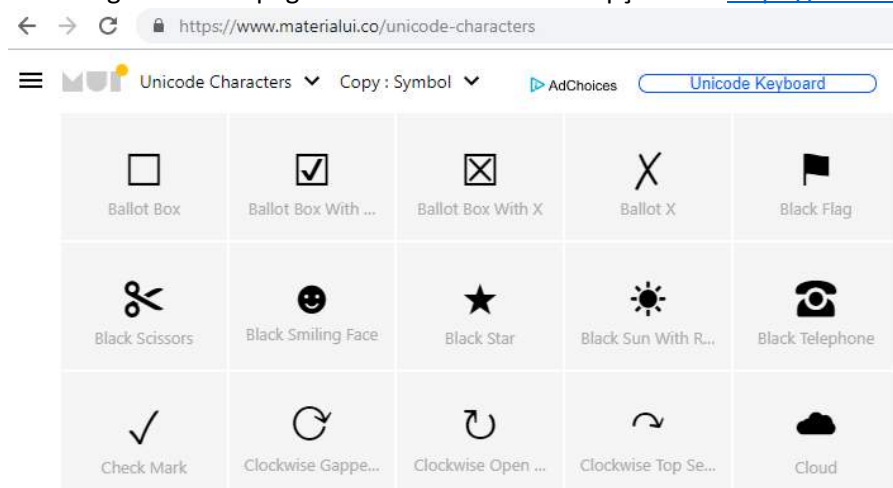 https://www.materialui.co/unicode-characters
MUI Unicode Characters Copy : Symbol AdChoices Unicode Keyboard
Ballot Box Ballot Box With ... Ballot Box With X Ballot X Black Flag
Black Scissors Black Smiling Face Black Star Black Sun With R... Black Telephone
Check Mark Clockwise Gappe... Clockwise Open ... Clockwise Top Se... Cloud